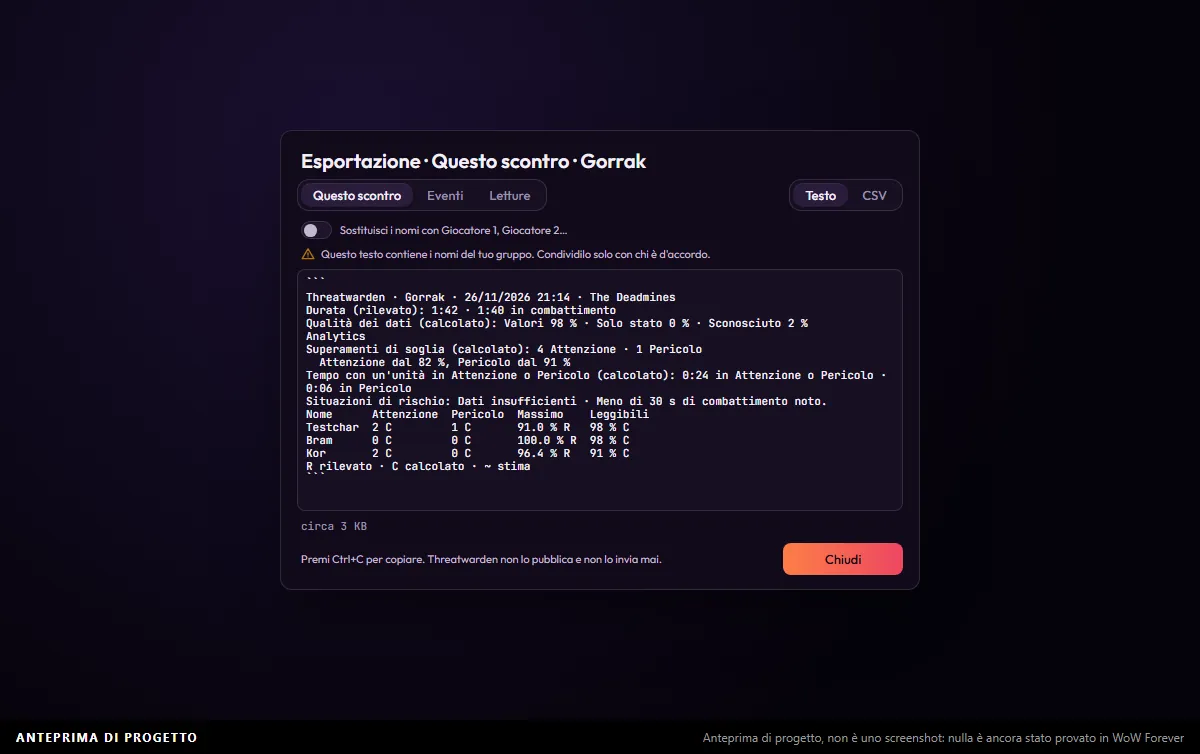 Esportazione · Questo scontro · Gorrak
Questo scontro Eventi Letture Testo CSV
Sostituisci i nomi con Giocatore 1, Giocatore 2...
Questo testo contiene i nomi del tuo gruppo. Condividilo solo con chi è d'accordo.
```
Threatwarden · Gorrak · 26/11/2026 21:14 · The Deadmines
Durata (rilevato): 1:42 · 1:40 in combattimento
Qualità dei dati (calcolato): Valori 98 % · Solo stato 0 % · Sconosciuto 2 %
Analytics
Superamenti di soglia (calcolato): 4 Attenzione · 1 Pericolo
Attenzione dal 82 %, Pericolo dal 91 %
Tempo con un'unità in Attenzione o Pericolo (calcolato): 0:24 in Attenzione o Pericolo ·
0:06 in Pericolo
Situazioni di rischio: Dati insufficienti · Meno di 30 s di combattimento noto.
Nome Attenzione Pericolo Massimo Leggibili
Testchar 2 C 1 C 91.0 % R 98 % C
Bram 0 C 0 C 100.0 % R 98 % C
Kor 2 C 0 C 96.4 % R 91 % C
R rilevato · C calcolato · ~ stima
```
circa 3 KB
Premi Ctrl+C per copiare. Threatwarden non lo pubblica e non lo invia mai.
Chiudi
ANTEPRIMA DI PROGETTO
Anteprima di progetto, non è uno screenshot: nulla è ancora stato provato in WoW Forever